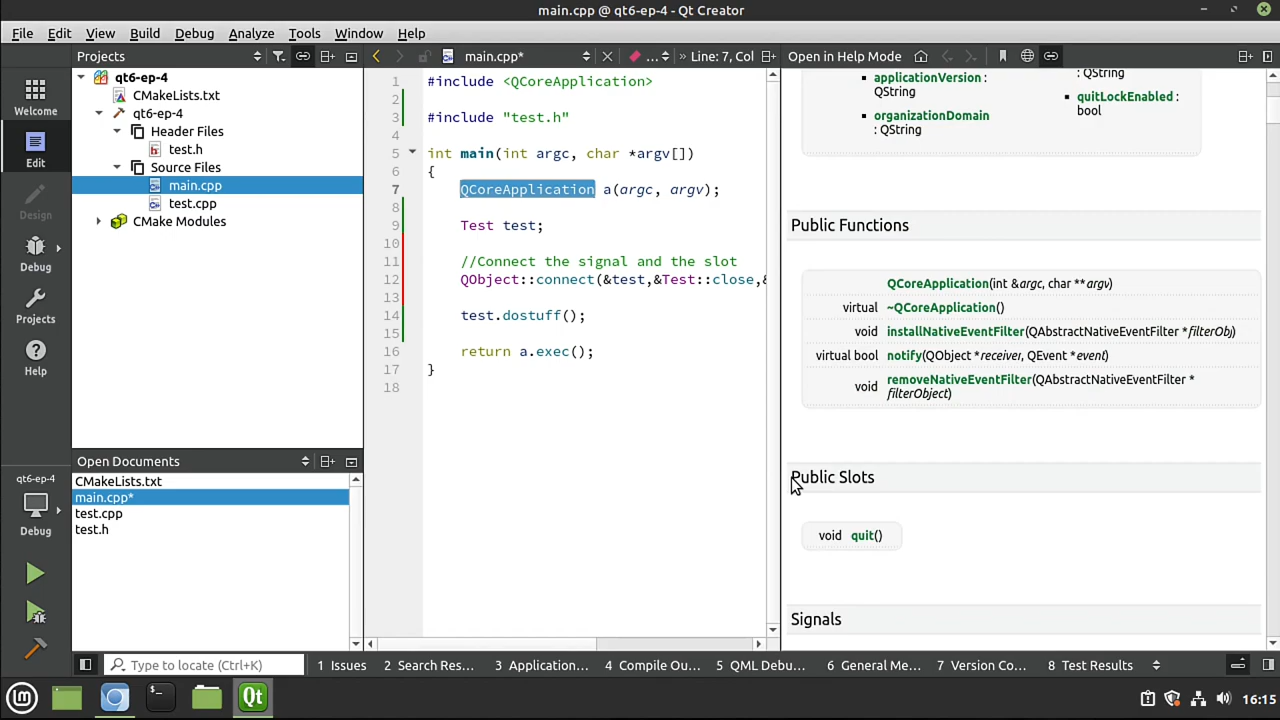 main.cpp @ qt6-ep-4 - Qt Creator
File Edit View Build Debug Analyze Tools Window Help
Projects
main.cpp*
... » Line: 7, Col
Open in Help Mode
Welcome
Edit
Design
Debug
Projects
Help
qt6-ep-4
Debug
qt6-ep-4
CMakeLists.txt
qt6-ep-4
Header Files
test.h
Source Files
main.cpp
test.cpp
CMake Modules
Open Documents
CMakeLists.txt
main.cpp*
test.cpp
test.h
1 #include <QCoreApplication>
2
3 #include "test.h"
4
5 int main(int argc, char *argv[])
6 {
7 QCoreApplication a(argc, argv);
8
9 Test test;
10
11 //Connect the signal and the slot
12 QObject::connect(&test,&Test::close,&
13
14 test.dostuff();
15
16 return a.exec();
17 }
18
applicationVersion :
QString
organizationDomain
: QString
: QString
quitLockEnabled :
bool
Public Functions
QCoreApplication(int &argc, char **argv)
virtual ~QCoreApplication()
void installNativeEventFilter(QAbstractNativeEventFilter *filterObj)
virtual bool notify(QObject *receiver, QEvent *event)
void removeNativeEventFilter(QAbstractNativeEventFilter *
filterObject)
Public Slots
void quit()
Signals
Type to locate (Ctrl+K)
1 Issues 2 Search Res... 3 Application... 4 Compile Ou... 5 QML Debu... 6 General Me... 7 Version Co... 8 Test Results
Qt
16:15